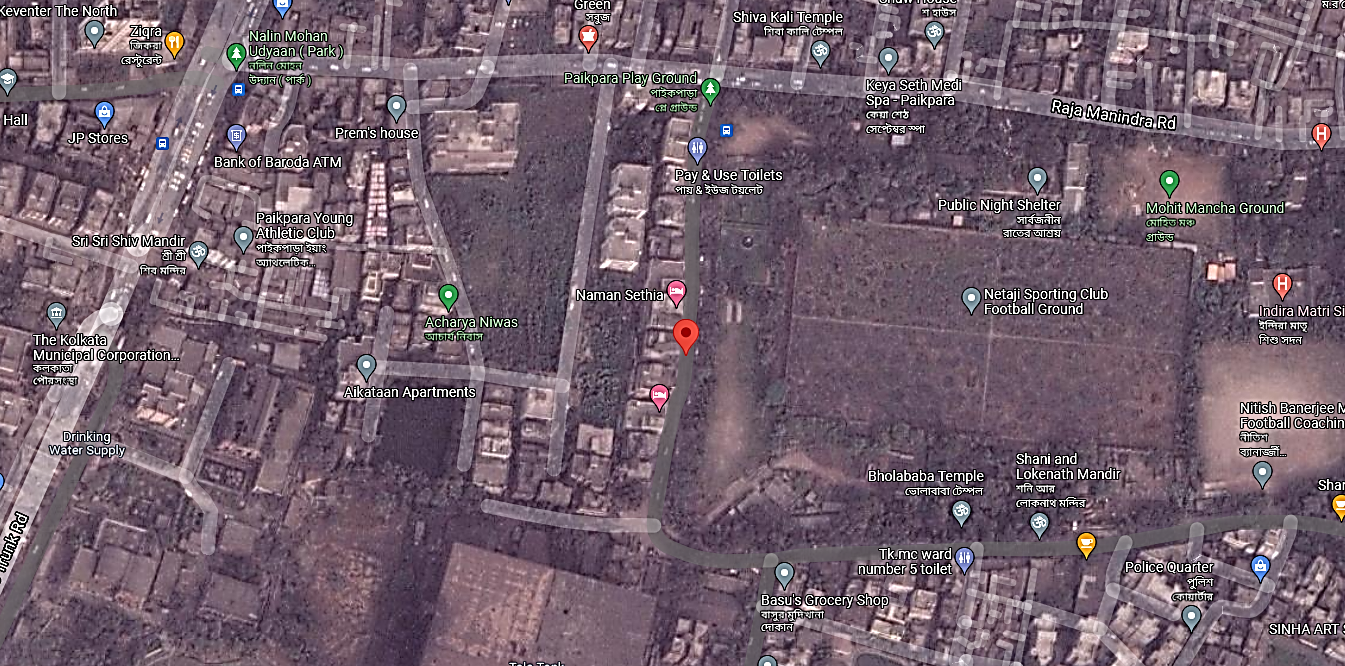 Keventer The North
Ziqra
জিকরা
রেস্টুরেন্ট
Nalin Mohan
Udyaan ( Park )
নলিন মোহন
উদ্যান ( পার্ক )
Green
সবুজ
Shiva Kali Temple
শিবা কালি টেম্পল
শ হাউস
Paikpara Play Ground
পাইকপাড়া
প্লে গ্রাউন্ড
Keya Seth Medi
Spa - Paikpara
কেয়া শেঠ
সেপ্টেম্বর স্পা
Raja Manindra Rd
Hall
JP Stores
Prem's house
Bank of Baroda ATM
Pay & Use Toilets
পায় & ইউজ টয়লেট
Public Night Shelter
সার্বজনীন
রাতের আশ্রয়
Mohit Mancha Ground
মোহিত মঞ্চ
গ্রাউন্ড
Paikpara Young
Athletic Club
পাইকপাড়া ইয়াং
অ্যাথলেটিক...
Sri Sri Shiv Mandir
শ্রী শ্রী
শিব মন্দির
Naman Sethia
Netaji Sporting Club
Football Ground
Indira Matri Si
ইন্দিরা মাতৃ
শিশু সদন
Acharya Niwas
আচার্য নিবাস
The Kolkata
Municipal Corporation...
কলকাতা
পৌরসংস্থা
Aikataan Apartments
Drinking
Water Supply
Nitish Banerjee M
Football Coachin
নীতিশ
ব্যানার্জ্জী...
Bholababa Temple
ভোলাবাবা টেম্পল
Shani and
Lokenath Mandir
শনি আর
লোকনাথ মন্দির
Shar
Trunk Rd
Tk.mc ward
number 5 toilet
Police Quarter
পুলিশ
কোয়ার্টার
Basu's Grocery Shop
বাসুর মুদিখানা
দোকান
SINHA ART S
Tala Tank